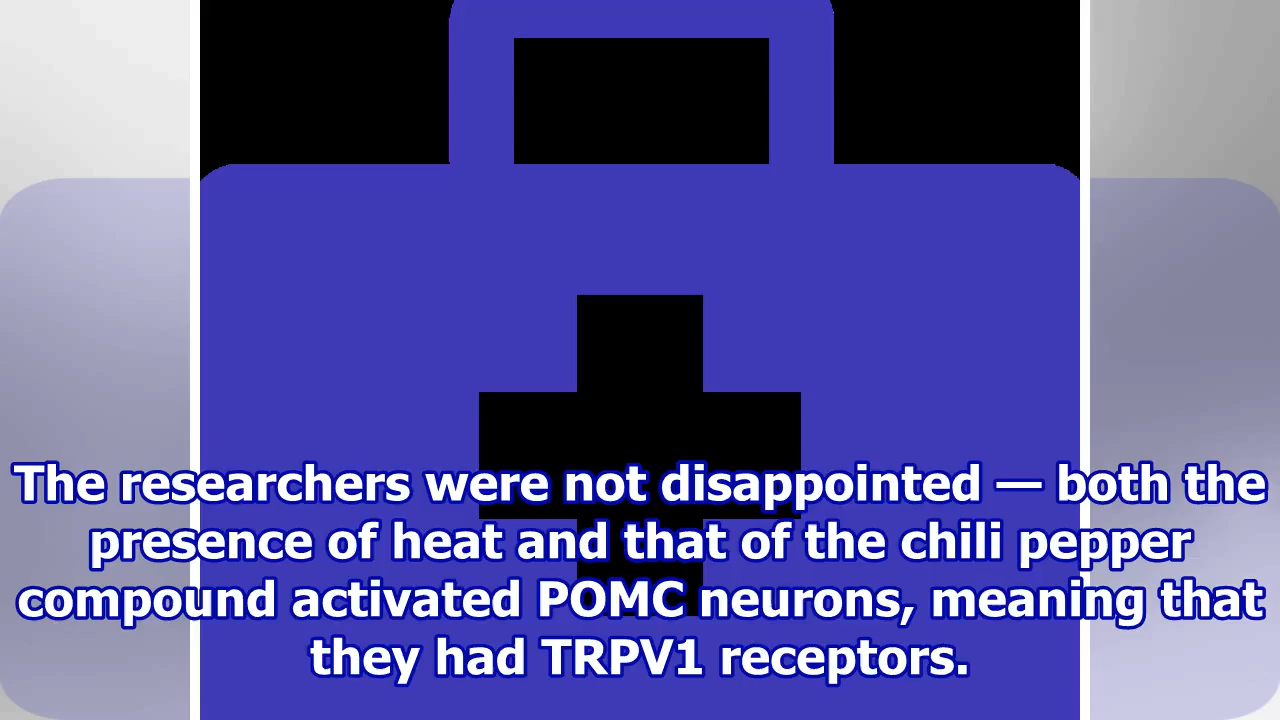 The researchers were not disappointed — both the
presence of heat and that of the chili pepper
compound activated POMC neurons, meaning that
they had TRPV1 receptors.